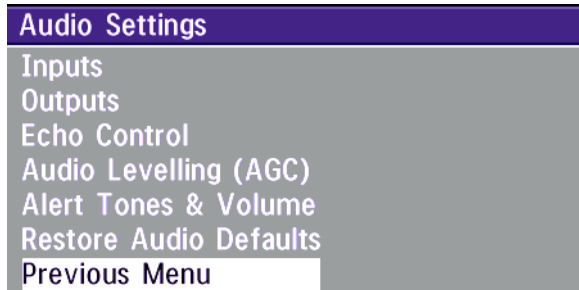 Audio Settings
Inputs
Outputs
Echo Control
Audio Levelling (AGC)
Alert Tones & Volume
Restore Audio Defaults
Previous Menu